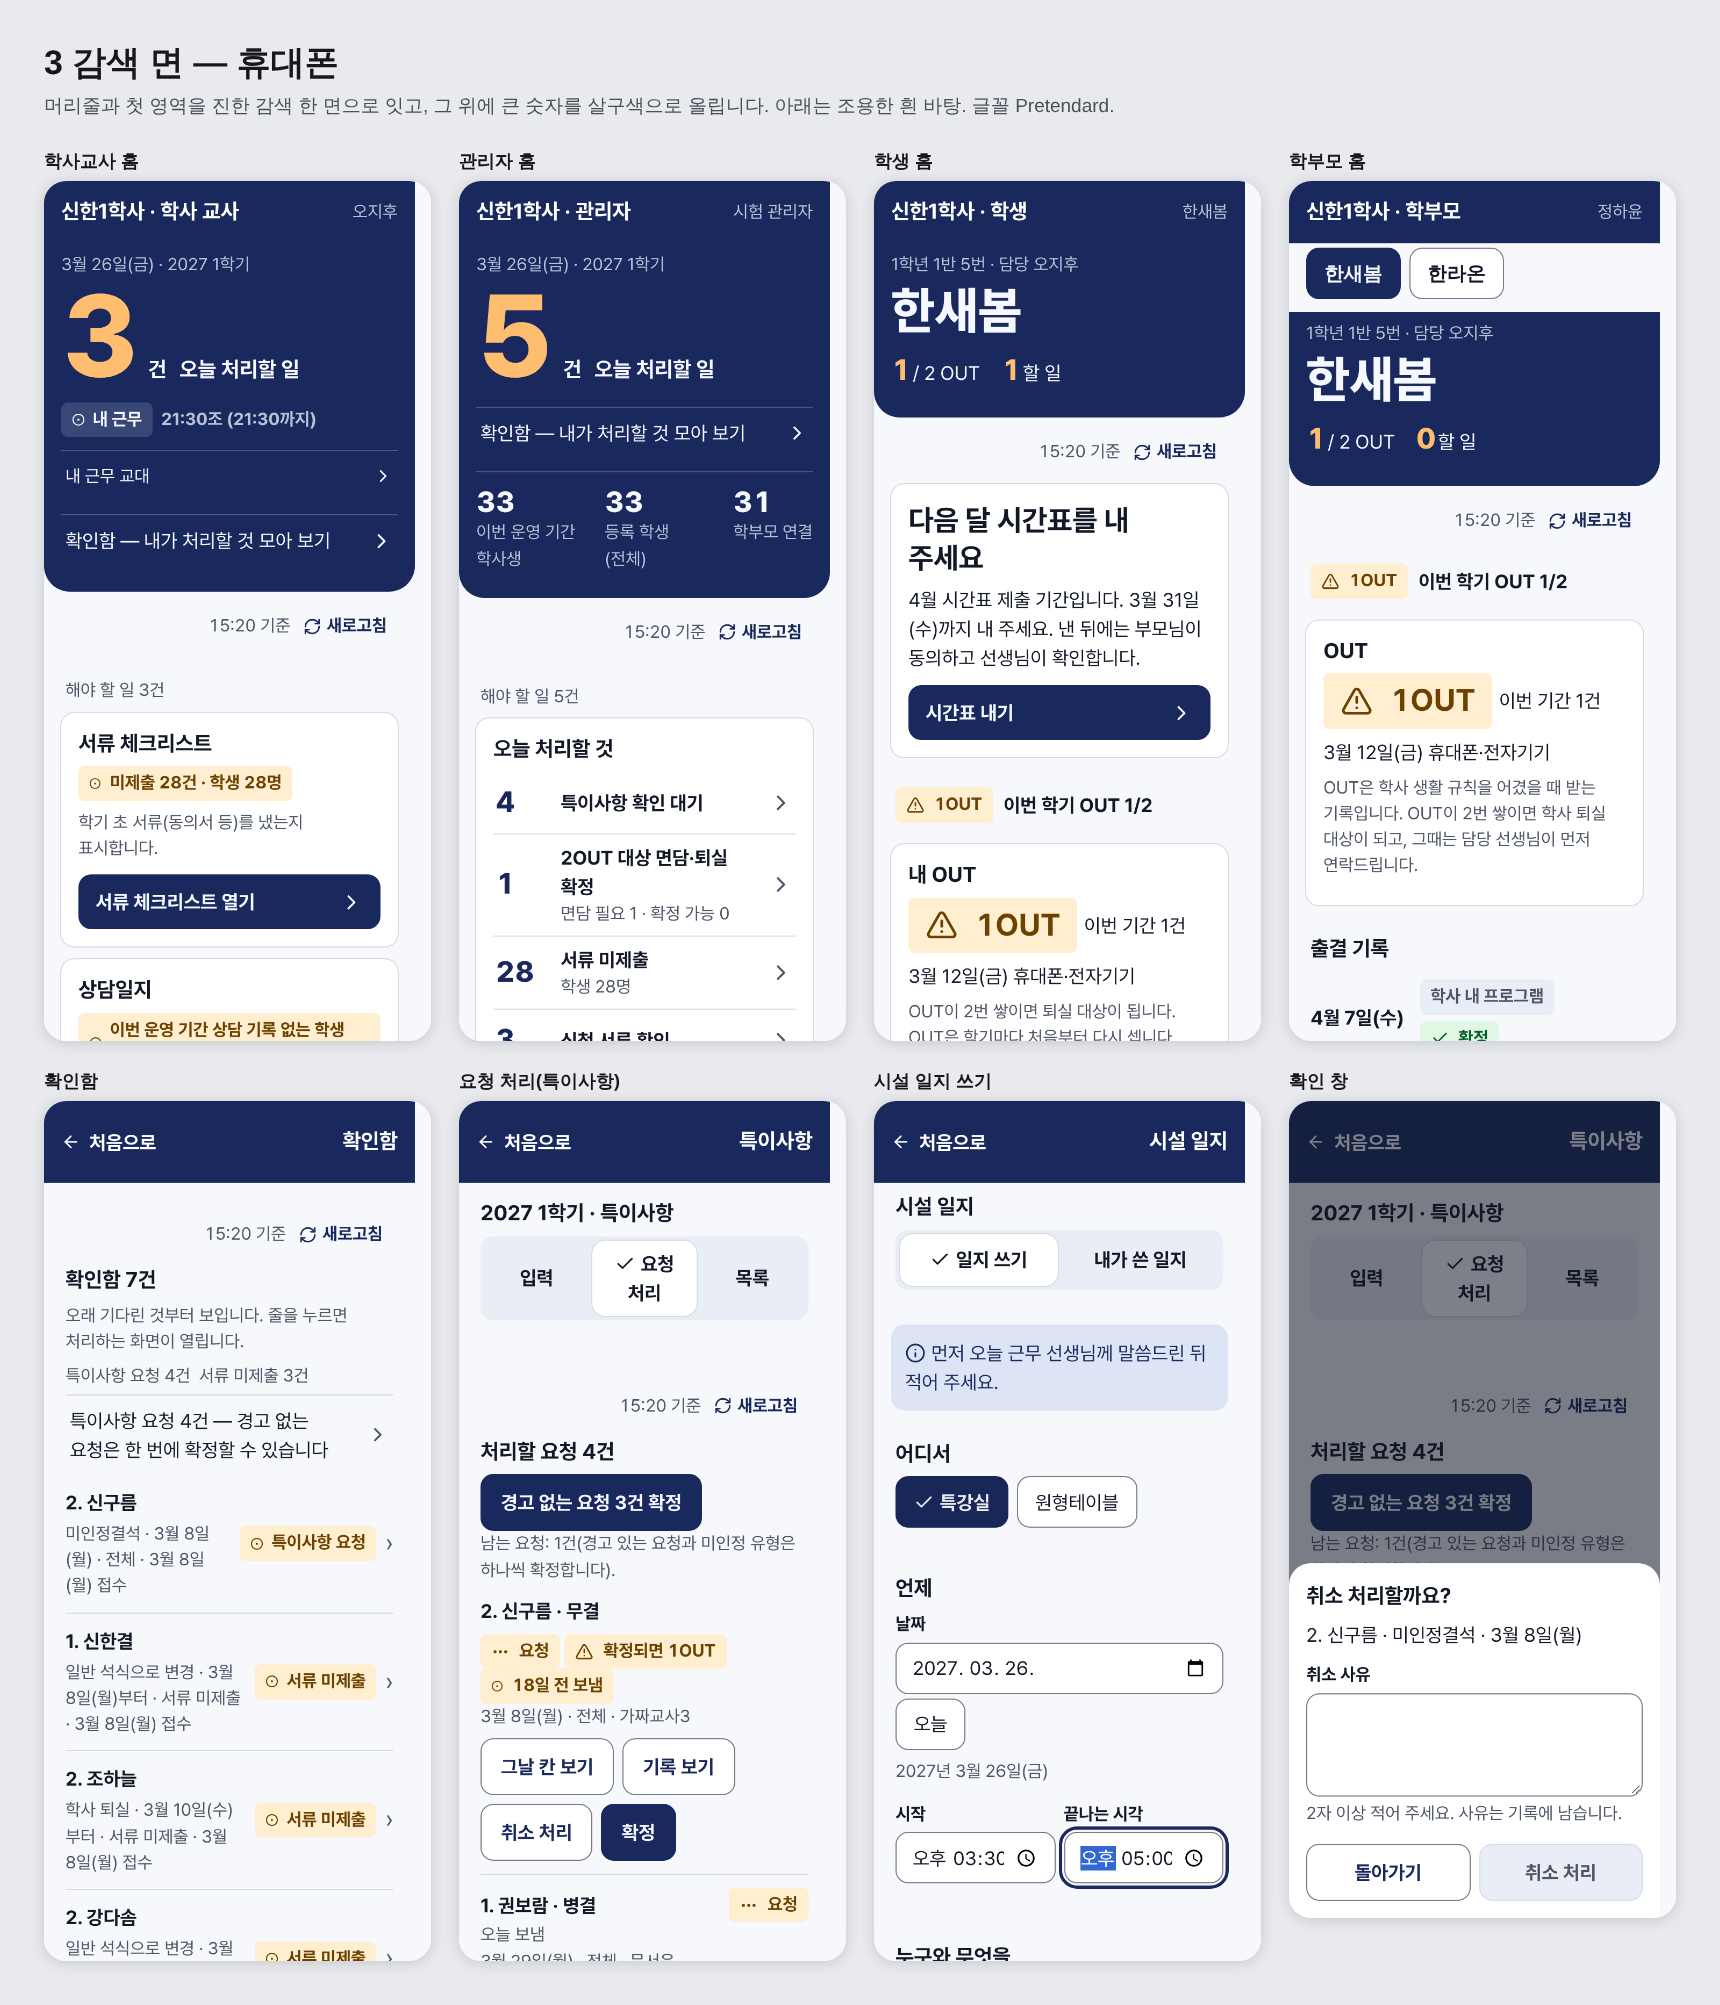 3 감색 면 — 휴대폰
머리줄과 첫 영역을 진한 감색 한 면으로 잇고, 그 위에 큰 숫자를 살구색으로 올립니다. 아래는 조용한 흰 바탕. 글꼴 Pretendard.
학사교사 홈
신한1학사 · 학사 교사 오지후
3월 26일(금) · 2027 1학기
3 건 오늘 처리할 일
내 근무 21:30조 (21:30까지)
내 근무 교대
확인함 — 내가 처리할 것 모아 보기
15:20 기준 새로고침
해야 할 일 3건
서류 체크리스트
미제출 28건 · 학생 28명
학기 초 서류(동의서 등)를 냈는지
표시합니다.
서류 체크리스트 열기
상담일지
이번 운영 기간 상담 기록 없는 학생
관리자 홈
신한1학사 · 관리자 시험 관리자
3월 26일(금) · 2027 1학기
5 건 오늘 처리할 일
확인함 — 내가 처리할 것 모아 보기
33 33 31
이번 운영 기간 등록 학생 학부모 연결
학사생 (전체)
15:20 기준 새로고침
해야 할 일 5건
오늘 처리할 것
4 특이사항 확인 대기
2OUT 대상 면담·퇴실
1 확정
면담 필요 1 · 확정 가능 0
28 서류 미제출
학생 28명
3 신청 서류 확인
학생 홈
신한1학사 · 학생 한새봄
1학년 1반 5번 · 담당 오지후
한새봄
1 / 2 OUT 1 할 일
15:20 기준 새로고침
다음 달 시간표를 내
주세요
4월 시간표 제출 기간입니다. 3월 31일
(수)까지 내 주세요. 낸 뒤에는 부모님이
동의하고 선생님이 확인합니다.
시간표 내기
1OUT 이번 학기 OUT 1/2
내 OUT
1OUT 이번 기간 1건
3월 12일(금) 휴대폰·전자기기
OUT이 2번 쌓이면 퇴실 대상이 됩니다.
OUT은 학기마다 처음부터 다시 셉니다
학부모 홈
신한1학사 · 학부모 정하윤
한새봄 한라온
1학년 1반 5번 · 담당 오지후
한새봄
1 / 2 OUT 0 할 일
15:20 기준 새로고침
1OUT 이번 학기 OUT 1/2
OUT
1OUT 이번 기간 1건
3월 12일(금) 휴대폰·전자기기
OUT은 학사 생활 규칙을 어겼을 때 받는
기록입니다. OUT이 2번 쌓이면 학사 퇴실
대상이 되고, 그때는 담당 선생님이 먼저
연락드립니다.
출결 기록
학사 내 프로그램
4월 7일(수)
확정
확인함
처음으로 확인함
15:20 기준 새로고침
확인함 7건
오래 기다린 것부터 보입니다. 줄을 누르면
처리하는 화면이 열립니다.
특이사항 요청 4건 서류 미제출 3건
특이사항 요청 4건 — 경고 없는
요청은 한 번에 확정할 수 있습니다
2. 신구름
미인정결석 · 3월 8일
(월) · 전체 · 3월 8일
(월) 접수
특이사항 요청
1. 신한결
일반 석식으로 변경 · 3월
8일(월)부터 · 서류 미제출
· 3월 8일(월) 접수
서류 미제출
2. 조하늘
학사 퇴실 · 3월 10일(수)
부터 · 서류 미제출 · 3월
8일(월) 접수
서류 미제출
2. 강다솜
일반 석식으로 변경 · 3월
서류 미제출
요청 처리(특이사항)
처음으로 특이사항
2027 1학기 · 특이사항
입력 요청 처리 목록
15:20 기준 새로고침
처리할 요청 4건
경고 없는 요청 3건 확정
남는 요청: 1건(경고 있는 요청과 미인정 유형은
하나씩 확정합니다).
2. 신구름 · 무결
요청 확정되면 1OUT
18일 전 보냄
3월 8일(월) · 전체 · 가짜교사3
그날 칸 보기 기록 보기
취소 처리 확정
1. 권보람 · 병결 요청
오늘 보냄
시설 일지 쓰기
처음으로 시설 일지
시설 일지
일지 쓰기 내가 쓴 일지
먼저 오늘 근무 선생님께 말씀드린 뒤
적어 주세요.
어디서
특강실 원형테이블
언제
날짜
2027. 03. 26.
오늘
2027년 3월 26일(금)
시작 끝나는 시각
오후 03:30 오후 05:00
누구와 무엇을
확인 창
처음으로 특이사항
2027 1학기 · 특이사항
입력 요청 처리 목록
15:20 기준 새로고침
처리할 요청 4건
경고 없는 요청 3건 확정
남는 요청: 1건(경고 있는 요청과 미인정 유형은
취소 처리할까요?
2. 신구름 · 미인정결석 · 3월 8일(월)
취소 사유
2자 이상 적어 주세요. 사유는 기록에 남습니다.
돌아가기 취소 처리